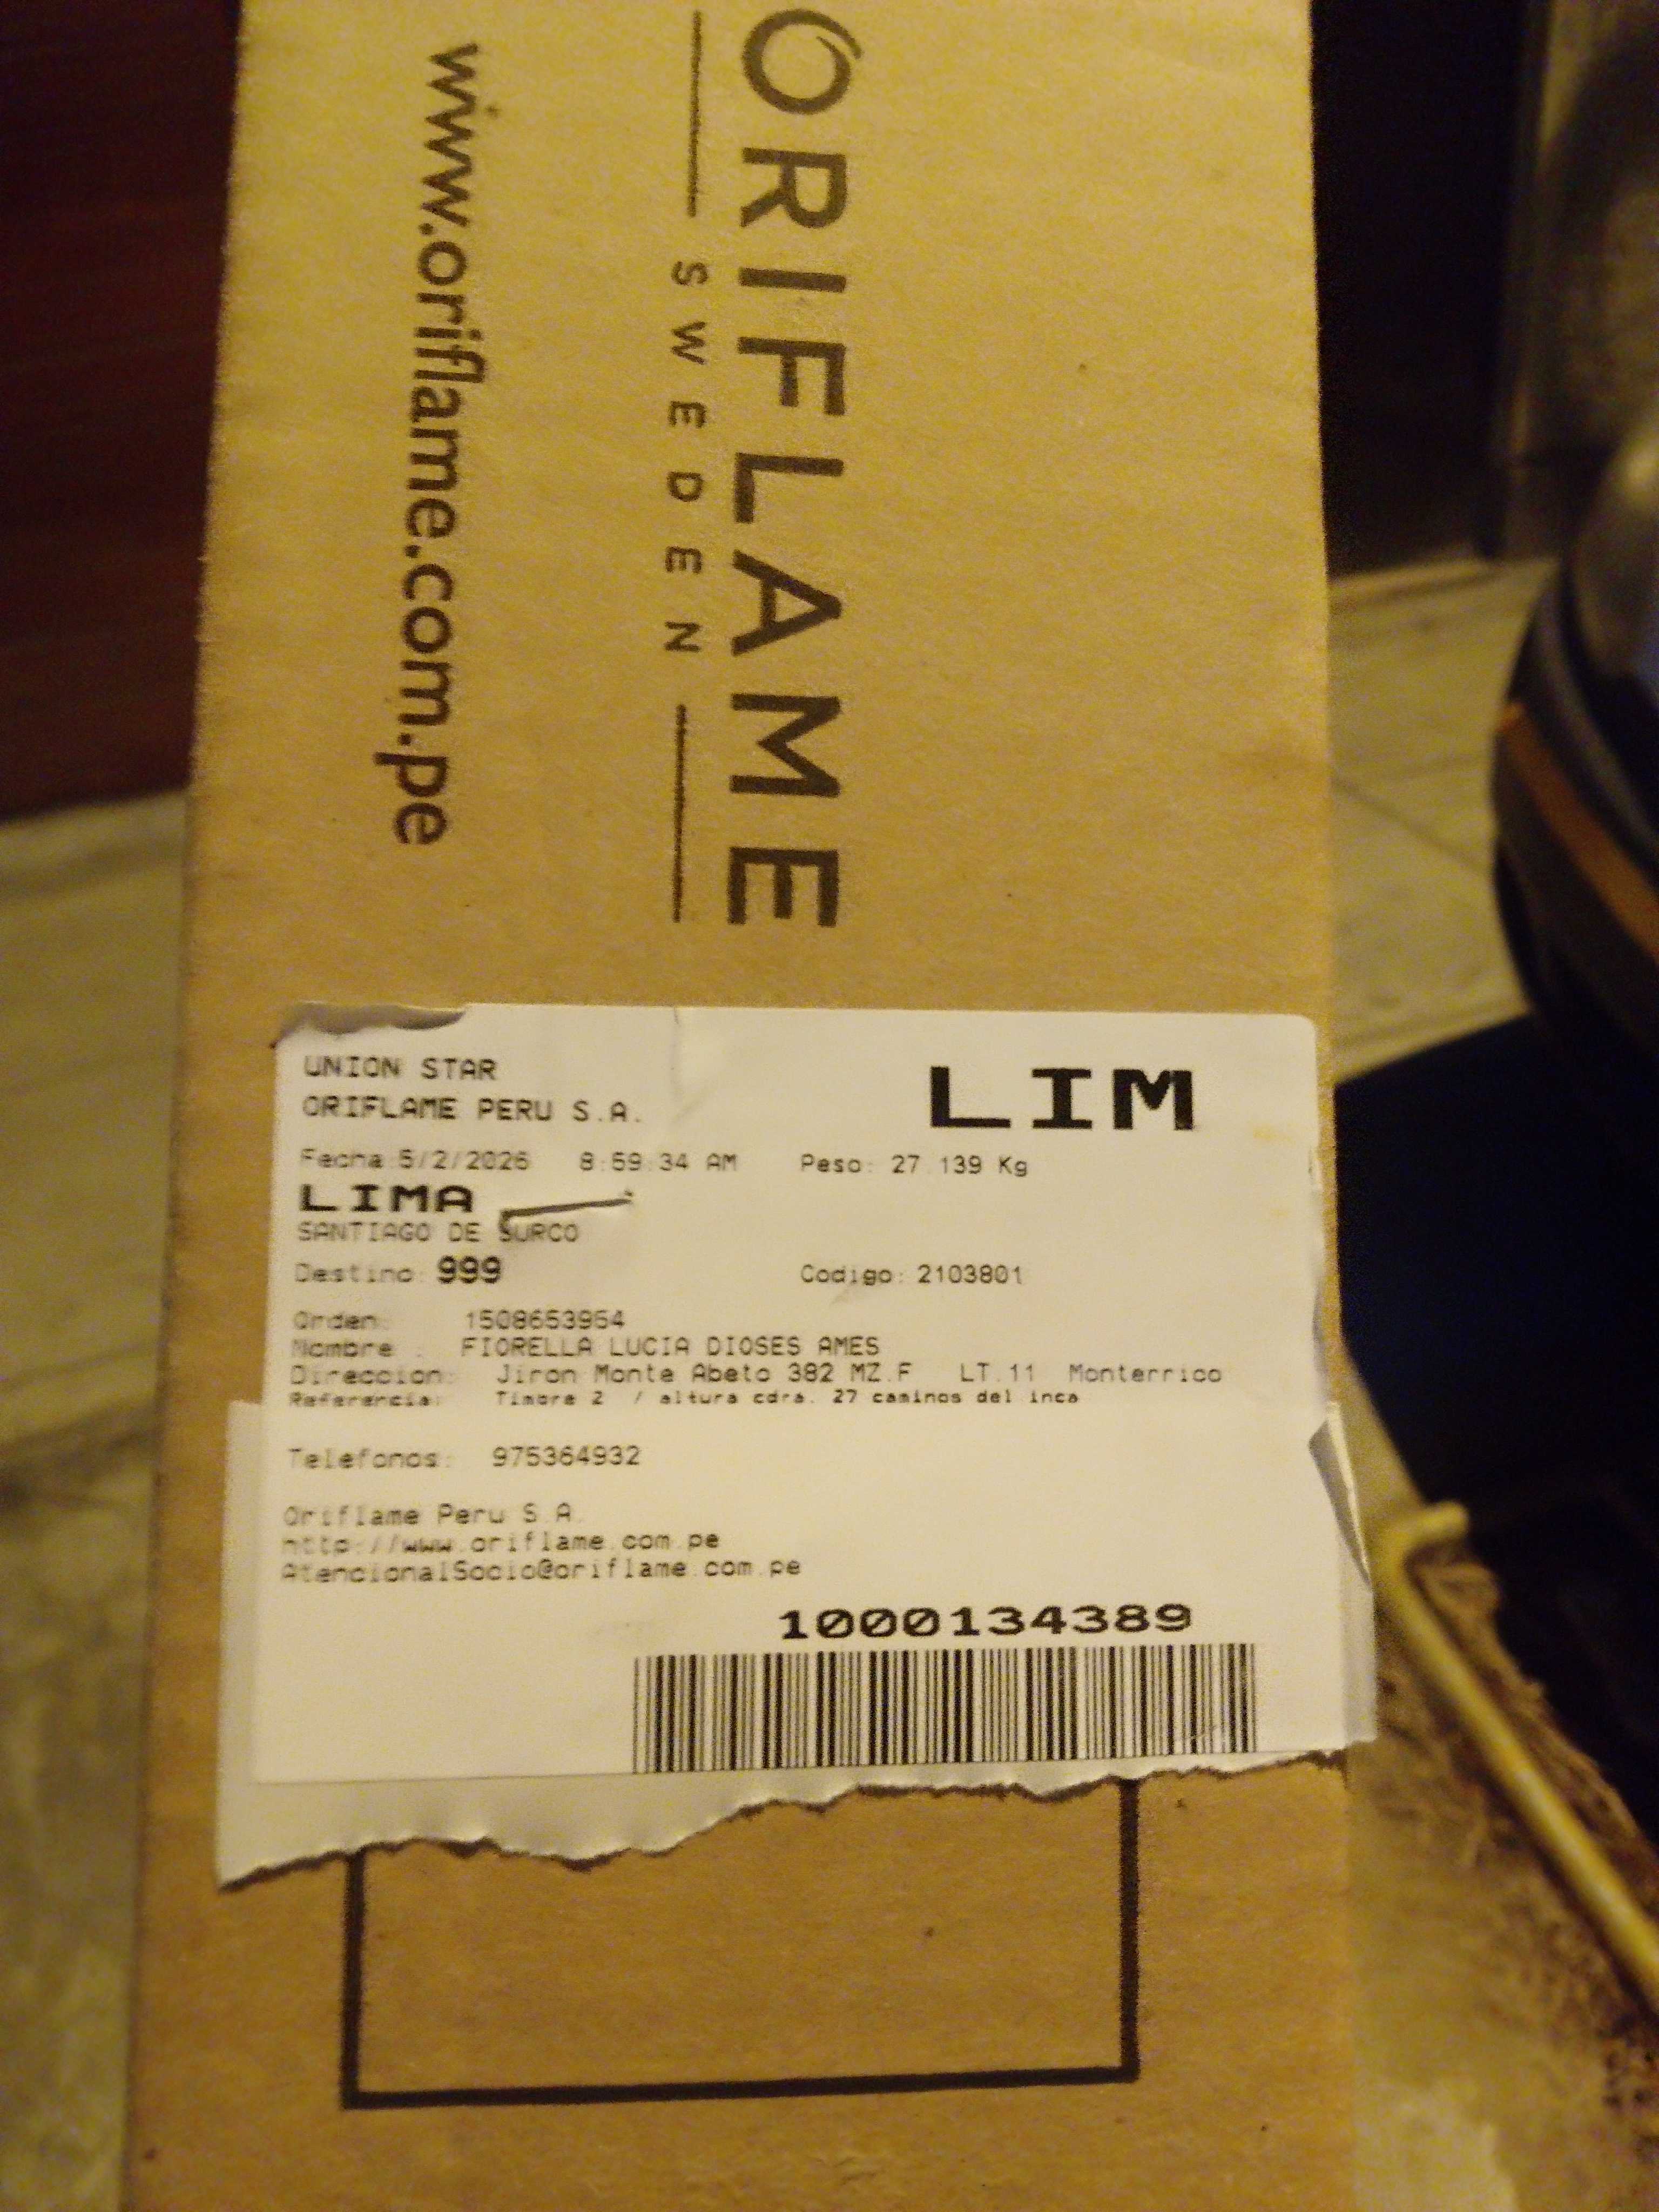 ORIFLAME
SWEDEN
www.oriflame.com.pe
UNION STAR
ORIFLAME PERU S.A.
LIM
Fecha:5/2/2026 8:59:34 AM Peso: 27.139 Kg
LIMA
SANTIAGO DE SURCO
Destino: 999 Codigo: 2103801
Orden: 1508653954
Nombre : FIORELLA LUCIA DIOSES AMES
Direccion: Jiron Monte Abeto 382 MZ.F LT.11 Monterrico
Referencia: Timbre 2 / altura cdra. 27 caminos del inca
Telefonos: 975364932
Oriflame Peru S.A.
http://www.oriflame.com.pe
AtencionalSocio@oriflame.com.pe
1000134389